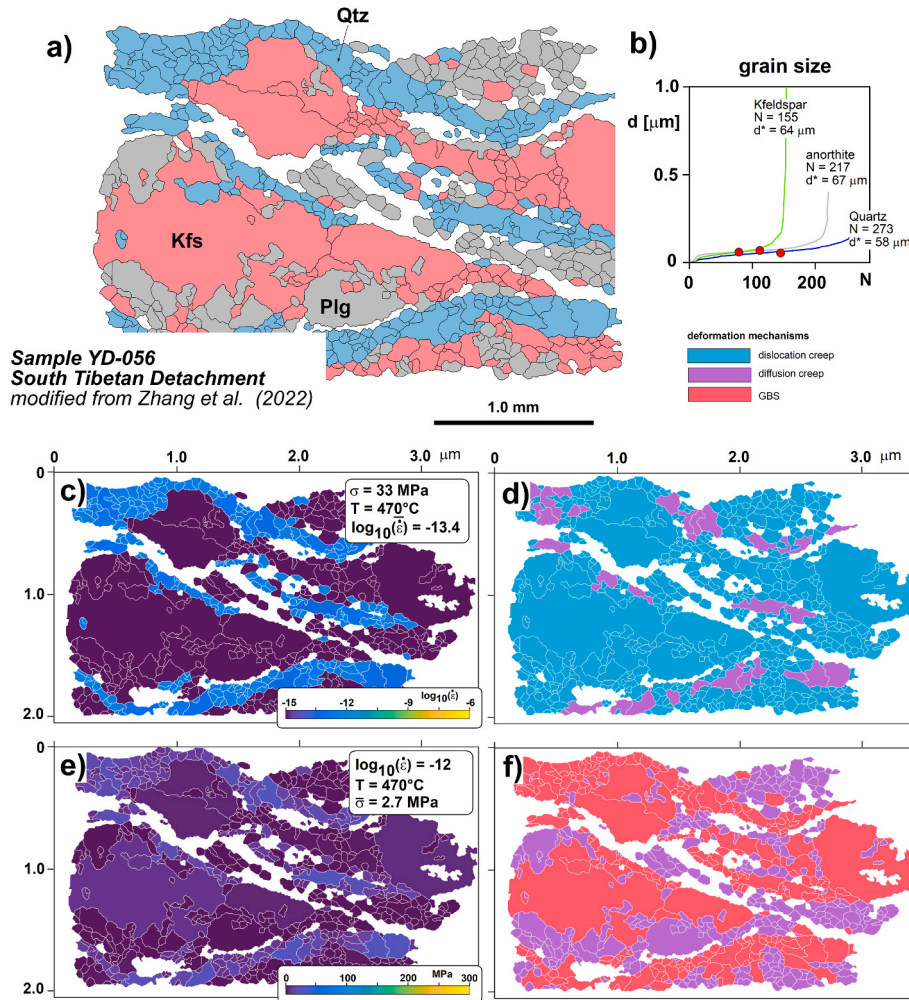 a)
Qtz
Kfs
Plg
Sample YD-056
South Tibetan Detachment
modified from Zhang et al. (2022)
b)
grain size
1.0
d [μm]
0.5
0
0
100
200
N
Kfeldspar
N = 155
d* = 64 μm
anorthite
N = 217
d* = 67 μm
Quartz
N = 273
d* = 58 μm
deformation mechanisms
dislocation creep
diffusion creep
GBS
1.0 mm
0
1.0
2.0
3.0
μm
0
1.0
2.0
3.0
μm
c)
0
1.0
2.0
σ = 33 MPa
T = 470°C
log10(ε̇) = -13.4
log10(ε̇)
-15
-12
-9
-6
d)
e)
0
1.0
2.0
log10(ε̇) = -12
T = 470°C
σ̅ = 2.7 MPa
MPa
0
100
200
300
f)